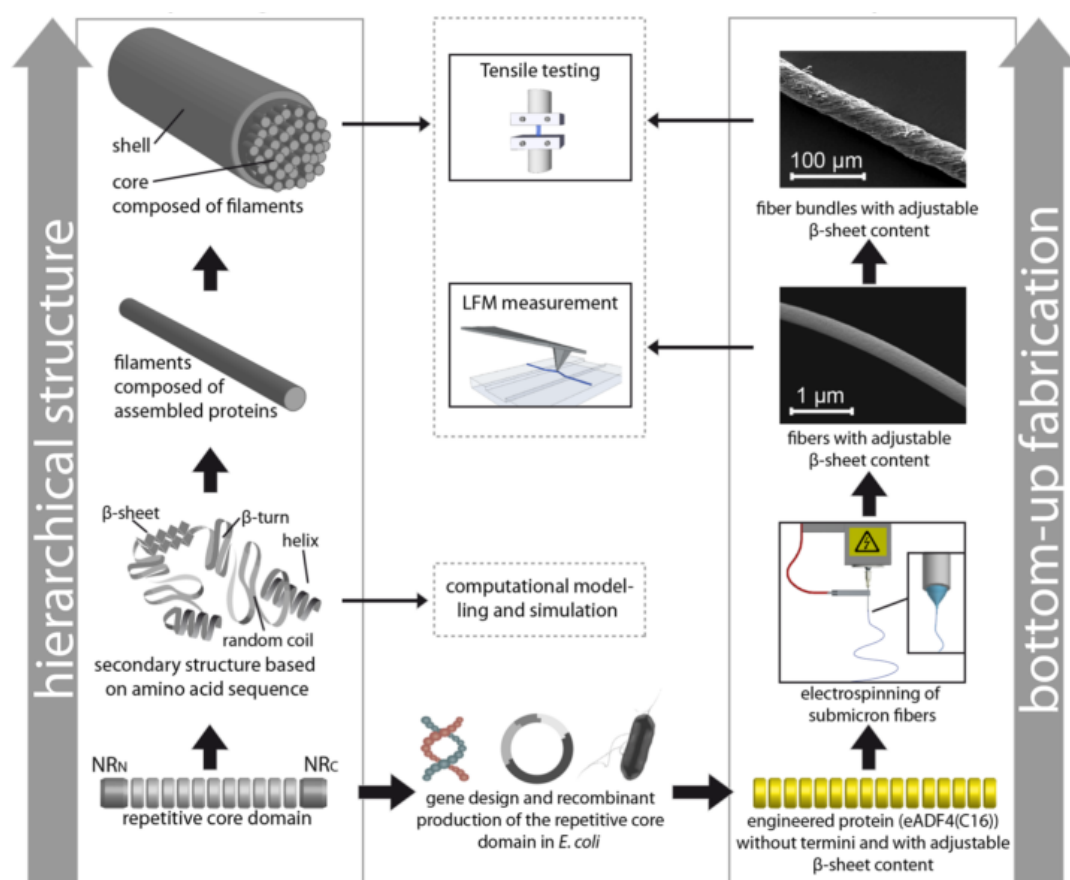 hierarchical structure
shell
core
composed of filaments
filaments
composed of
assembled proteins
β-sheet
β-turn
helix
random coil
secondary structure based
on amino acid sequence
NRN
NRC
repetitive core domain
Tensile testing
LFM measurement
computational model-
ling and simulation
gene design and recombinant
production of the repetitive core
domain in E. coli
100 µm
fiber bundles with adjustable
β-sheet content
1 µm
fibers with adjustable
β-sheet content
electrospinning of
submicron fibers
engineered protein (eADF4(C16))
without termini and with adjustable
β-sheet content
bottom-up fabrication